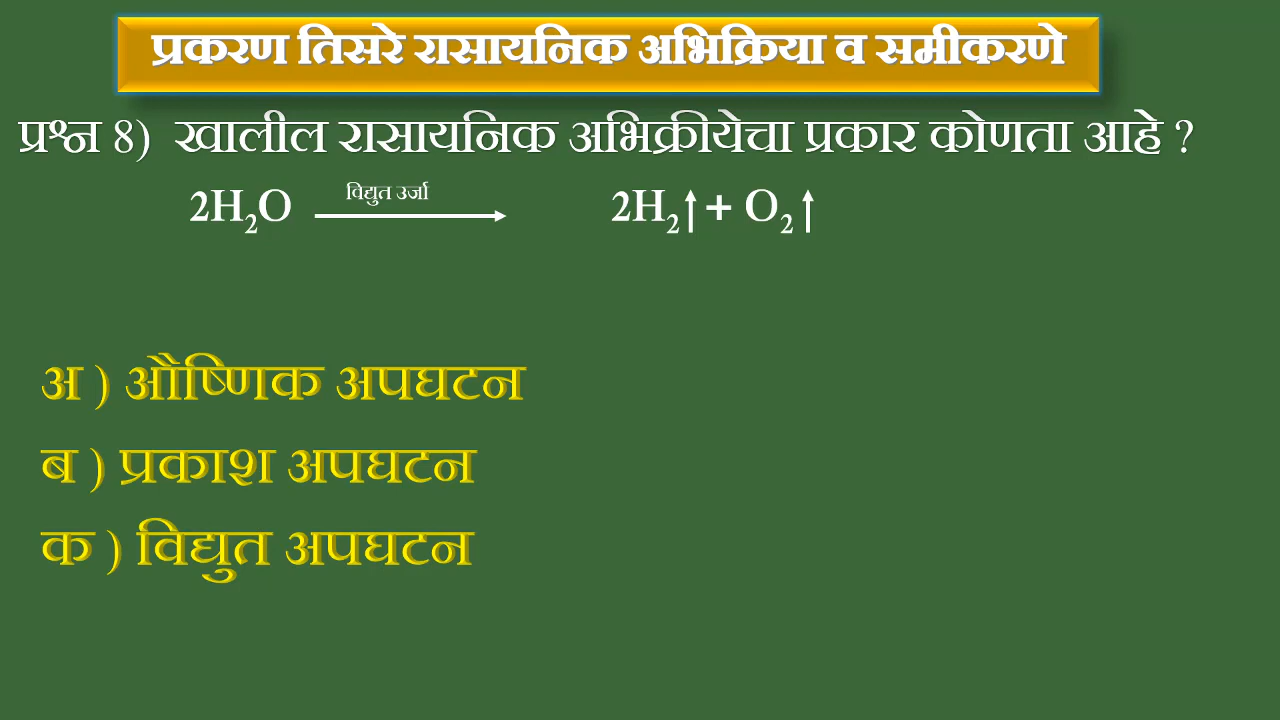 प्रकरण तिसरे रासायनिक अभिक्रिया व समीकरणे
प्रश्न 8) खालील रासायनिक अभिक्रीयेचा प्रकार कोणता आहे ?
विद्युत उर्जा
2H₂O ⟶ 2H₂↑ + O₂↑
अ ) औष्णिक अपघटन
ब ) प्रकाश अपघटन
क ) विद्युत अपघटन